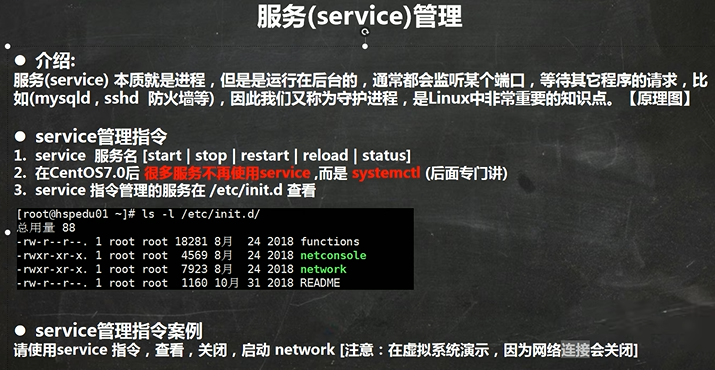 服务(service)管理
● 介绍:
服务(service) 本质就是进程，但是是运行在后台的，通常都会监听某个端口，等待其它程序的请求，比
如(mysqld , sshd 防火墙等)，因此我们又称为守护进程，是Linux中非常重要的知识点。【原理图】
● service管理指令
1. service 服务名 [start | stop | restart | reload | status]
2. 在CentOS7.0后 很多服务不再使用service ,而是 systemctl (后面专门讲)
3. service 指令管理的服务在 /etc/init.d 查看
[root@hspedu01 ~]# ls -l /etc/init.d/
总用量 88
-rw-r--r--. 1 root root 18281 8月 24 2018 functions
-rwxr-xr-x. 1 root root 4569 8月 24 2018 netconsole
-rwxr-xr-x. 1 root root 7923 8月 24 2018 network
-rw-r--r--. 1 root root 1160 10月 31 2018 README
● service管理指令案例
请使用service 指令，查看，关闭，启动 network [注意：在虚拟系统演示，因为网络连接会关闭]